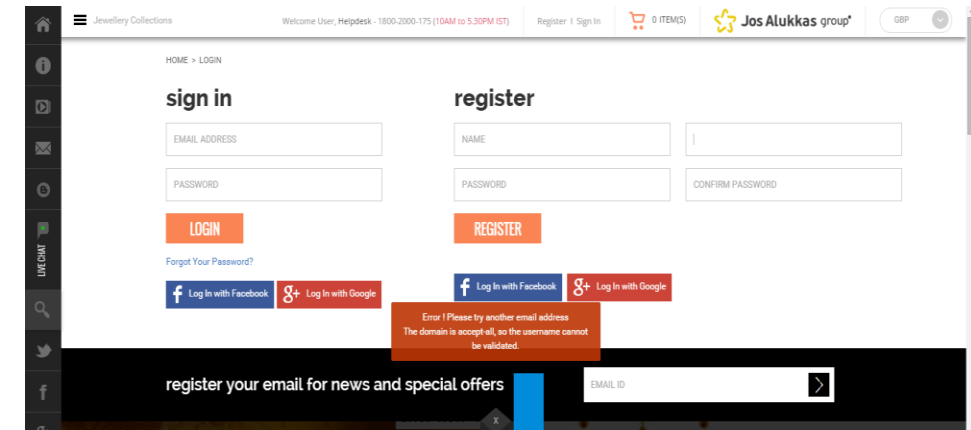 Jewellery Collections
Welcome User, Helpdesk - 1800-2000-175 (10AM to 5.30PM IST)
Register I Sign In
0 ITEM(S)
Jos Alukkas group*
GBP
HOME > LOGIN
sign in
register
EMAIL ADDRESS
NAME
PASSWORD
PASSWORD
CONFIRM PASSWORD
LOGIN
REGISTER
Forgot Your Password?
f Log In with Facebook
g+ Log In with Google
f Log In with Facebook
g+ Log In with Google
LIVE CHAT
Error ! Please try another email address
The domain is accept-all, so the username cannot
be validated.
register your email for news and special offers
EMAIL ID
X